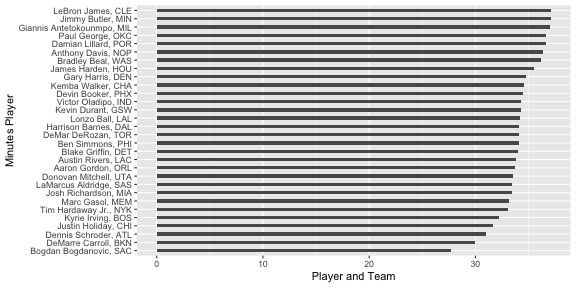 LeBron James, CLE
Jimmy Butler, MIN
Giannis Antetokounmpo, MIL
Paul George, OKC
Damian Lillard, POR
Anthony Davis, NOP
Bradley Beal, WAS
James Harden, HOU
Gary Harris, DEN
Kemba Walker, CHA
Devin Booker, PHX
Victor Oladipo, IND
Kevin Durant, GSW
Lonzo Ball, LAL
Harrison Barnes, DAL
DeMar DeRozan, TOR
Ben Simmons, PHI
Blake Griffin, DET
Austin Rivers, LAC
Aaron Gordon, ORL
Donovan Mitchell, UTA
LaMarcus Aldridge, SAS
Josh Richardson, MIA
Marc Gasol, MEM
Tim Hardaway Jr., NYK
Kyrie Irving, BOS
Justin Holiday, CHI
Dennis Schroder, ATL
DeMarre Carroll, BKN
Bogdan Bogdanovic, SAC
Minutes Player
0 10 20 30
Player and Team